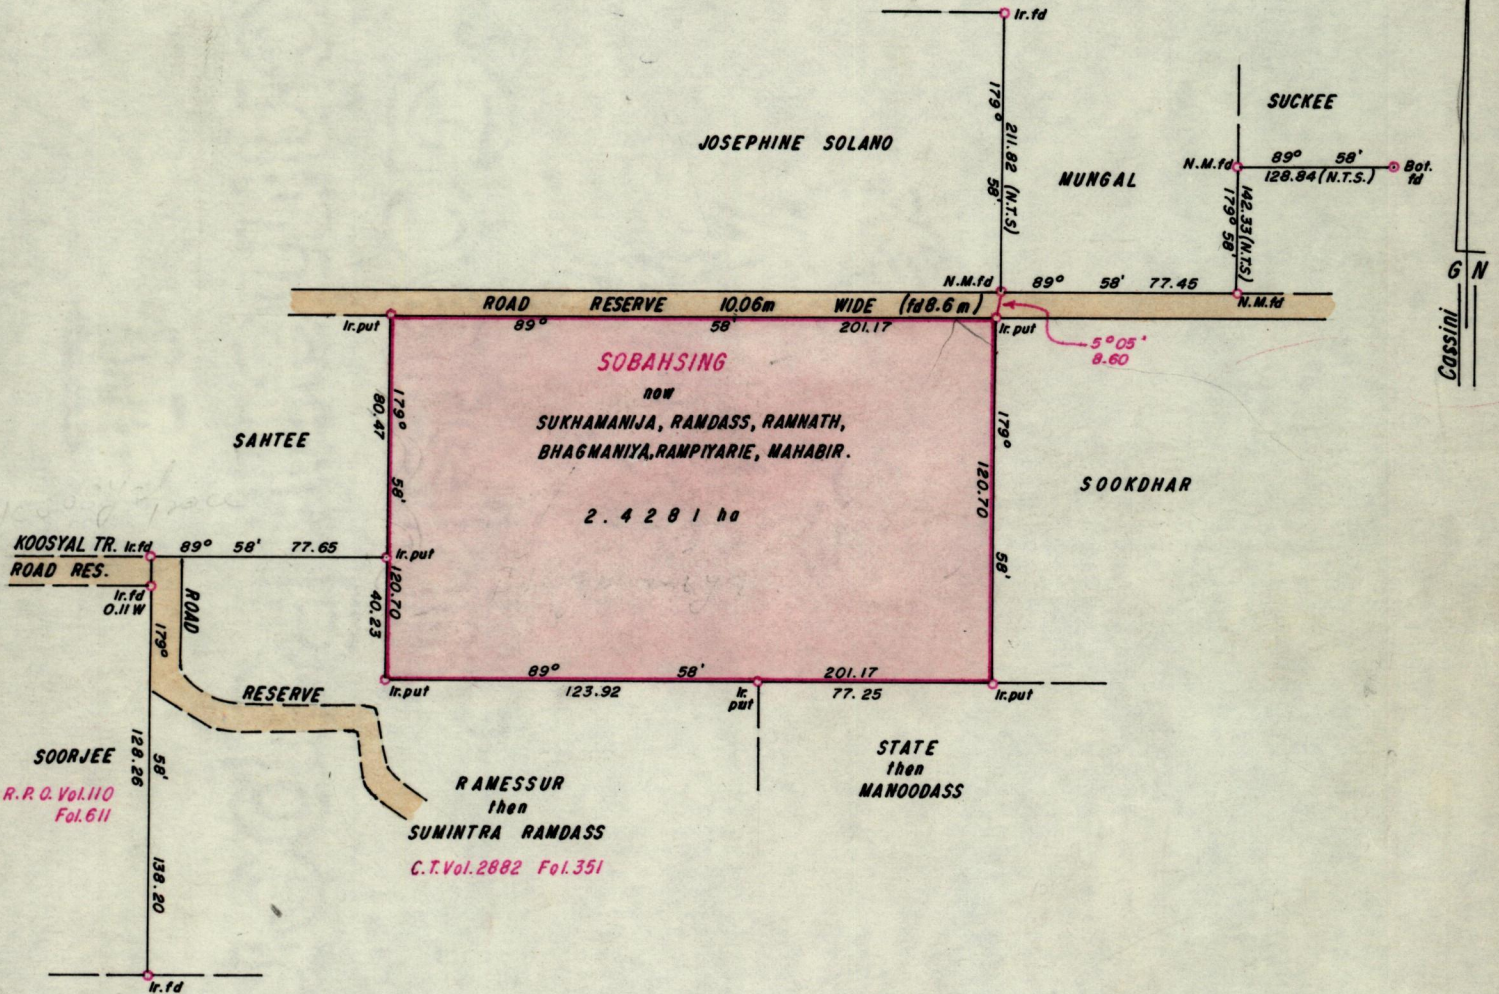 Ir.fd
SUCKEE
JOSEPHINE SOLANO
179° 58'
211.82 (N.T.S)
MUNGAL
N.M.fd
89° 58'
128.84(N.T.S.)
Bot.
fd
142.33(N.T.S)
179° 58'
N.M.fd
89° 58' 77.45
N.M.fd
G N
Cassini
ROAD RESERVE 10.06m WIDE (fd 8.6m)
Ir.put
89° 58' 201.17
Ir.put
5° 05'
8.60
SOBAHSING
now
SUKHAMANIJA, RAMDASS, RAMNATH,
BHAGMANIYA,RAMPIYARIE, MAHABIR.
2.4281 ha
179° 58'
80.47
SAHTEE
179° 58'
120.70
SOOKDHAR
KOOSYAL TR. Ir.fd
89° 58' 77.65
Ir.put
ROAD RES.
Ir.fd
0.11 W
ROAD
120.70
40.23
179° 58'
128.26
138.20
89° 58' 201.17
Ir.put
123.92
Ir.
put
77.25
Ir.put
RESERVE
SOORJEE
R.P.O. Vol.110
Fol.611
RAMESSUR
then
SUMINTRA RAMDASS
C.T. Vol.2882 Fol.351
STATE
then
MANOODASS
Ir.fd